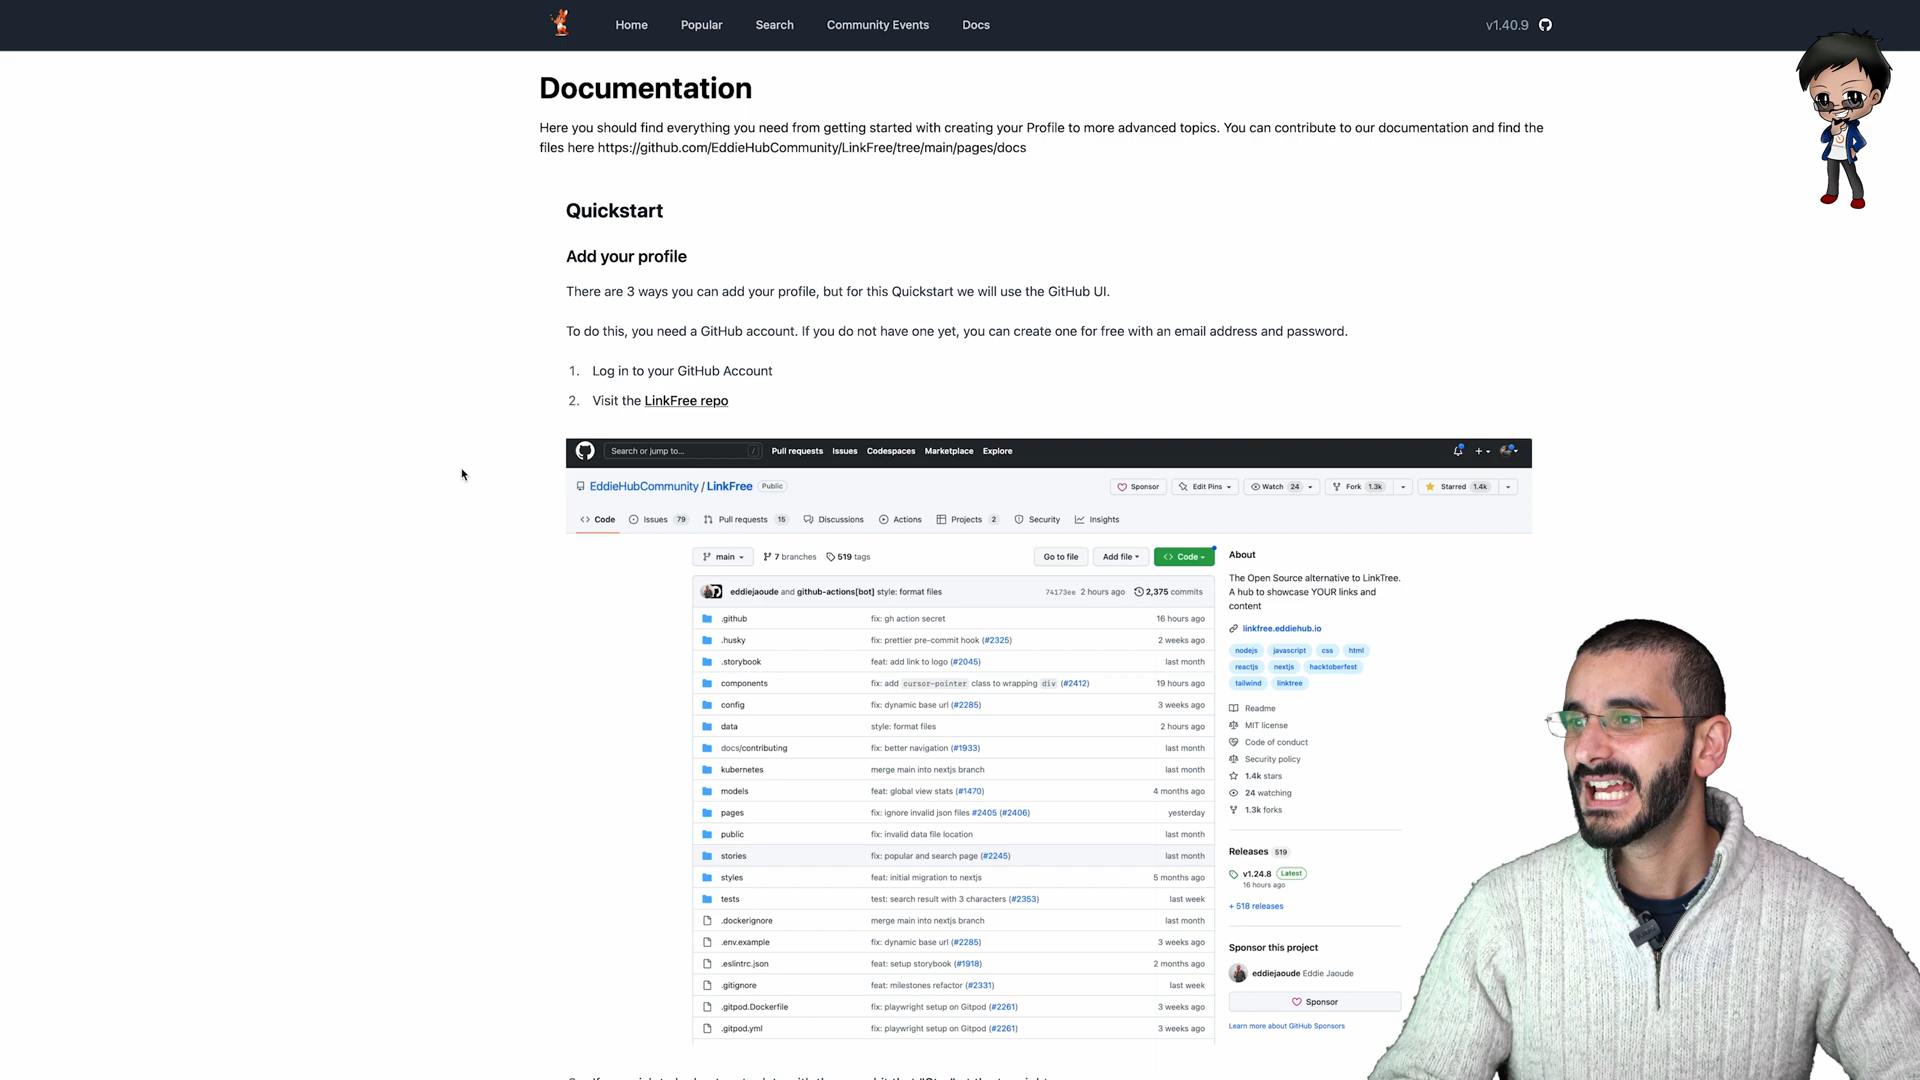 Home Popular Search Community Events Docs v1.40.9
Documentation
Here you should find everything you need from getting started with creating your Profile to more advanced topics. You can contribute to our documentation and find the
files here https://github.com/EddieHubCommunity/LinkFree/tree/main/pages/docs
Quickstart
Add your profile
There are 3 ways you can add your profile, but for this Quickstart we will use the GitHub UI.
To do this, you need a GitHub account. If you do not have one yet, you can create one for free with an email address and password.
1. Log in to your GitHub Account
2. Visit the LinkFree repo
Search or jump to... / Pull requests Issues Codespaces Marketplace Explore
EddieHubCommunity / LinkFree Public Sponsor Edit Pins Watch 24 Fork 1.3k Starred 1.4k
Code Issues 79 Pull requests 15 Discussions Actions Projects 2 Security Insights
main 7 branches 519 tags Go to file Add file Code
eddiejaoude and github-actions[bot] style: format files 74173ee 2 hours ago 2,375 commits
.github fix: gh action secret 16 hours ago
.husky fix: prettier pre-commit hook (#2325) 2 weeks ago
.storybook feat: add link to logo (#2045) last month
components fix: add cursor-pointer class to wrapping div (#2412) 19 hours ago
config fix: dynamic base url (#2285) 3 weeks ago
data style: format files 2 hours ago
docs/contributing fix: better navigation (#1933) last month
kubernetes merge main into nextjs branch last month
models feat: global view stats (#1470) 4 months ago
pages fix: ignore invalid json files #2405 (#2406) yesterday
public fix: invalid data file location last month
stories fix: popular and search page (#2245) last month
styles feat: initial migration to nextjs 5 months ago
tests test: search result with 3 characters (#2353) last week
.dockerignore merge main into nextjs branch last month
.env.example fix: dynamic base url (#2285) 3 weeks ago
.eslintrc.json feat: setup storybook (#1918) 2 months ago
.gitignore feat: milestones refactor (#2331) last week
.gitpod.Dockerfile fix: playwright setup on Gitpod (#2261) 3 weeks ago
.gitpod.yml fix: playwright setup on Gitpod (#2261) 3 weeks ago
About
The Open Source alternative to LinkTree.
A hub to showcase YOUR links and
content
linkfree.eddiehub.io
nodejs javascript css html
reactjs nextjs hacktoberfest
tailwind linktree
Readme
MIT license
Code of conduct
Security policy
1.4k stars
24 watching
1.3k forks
Releases 519
v1.24.8 Latest
16 hours ago
+ 518 releases
Sponsor this project
eddiejaoude Eddie Jaoude
Sponsor
Learn more about GitHub Sponsors